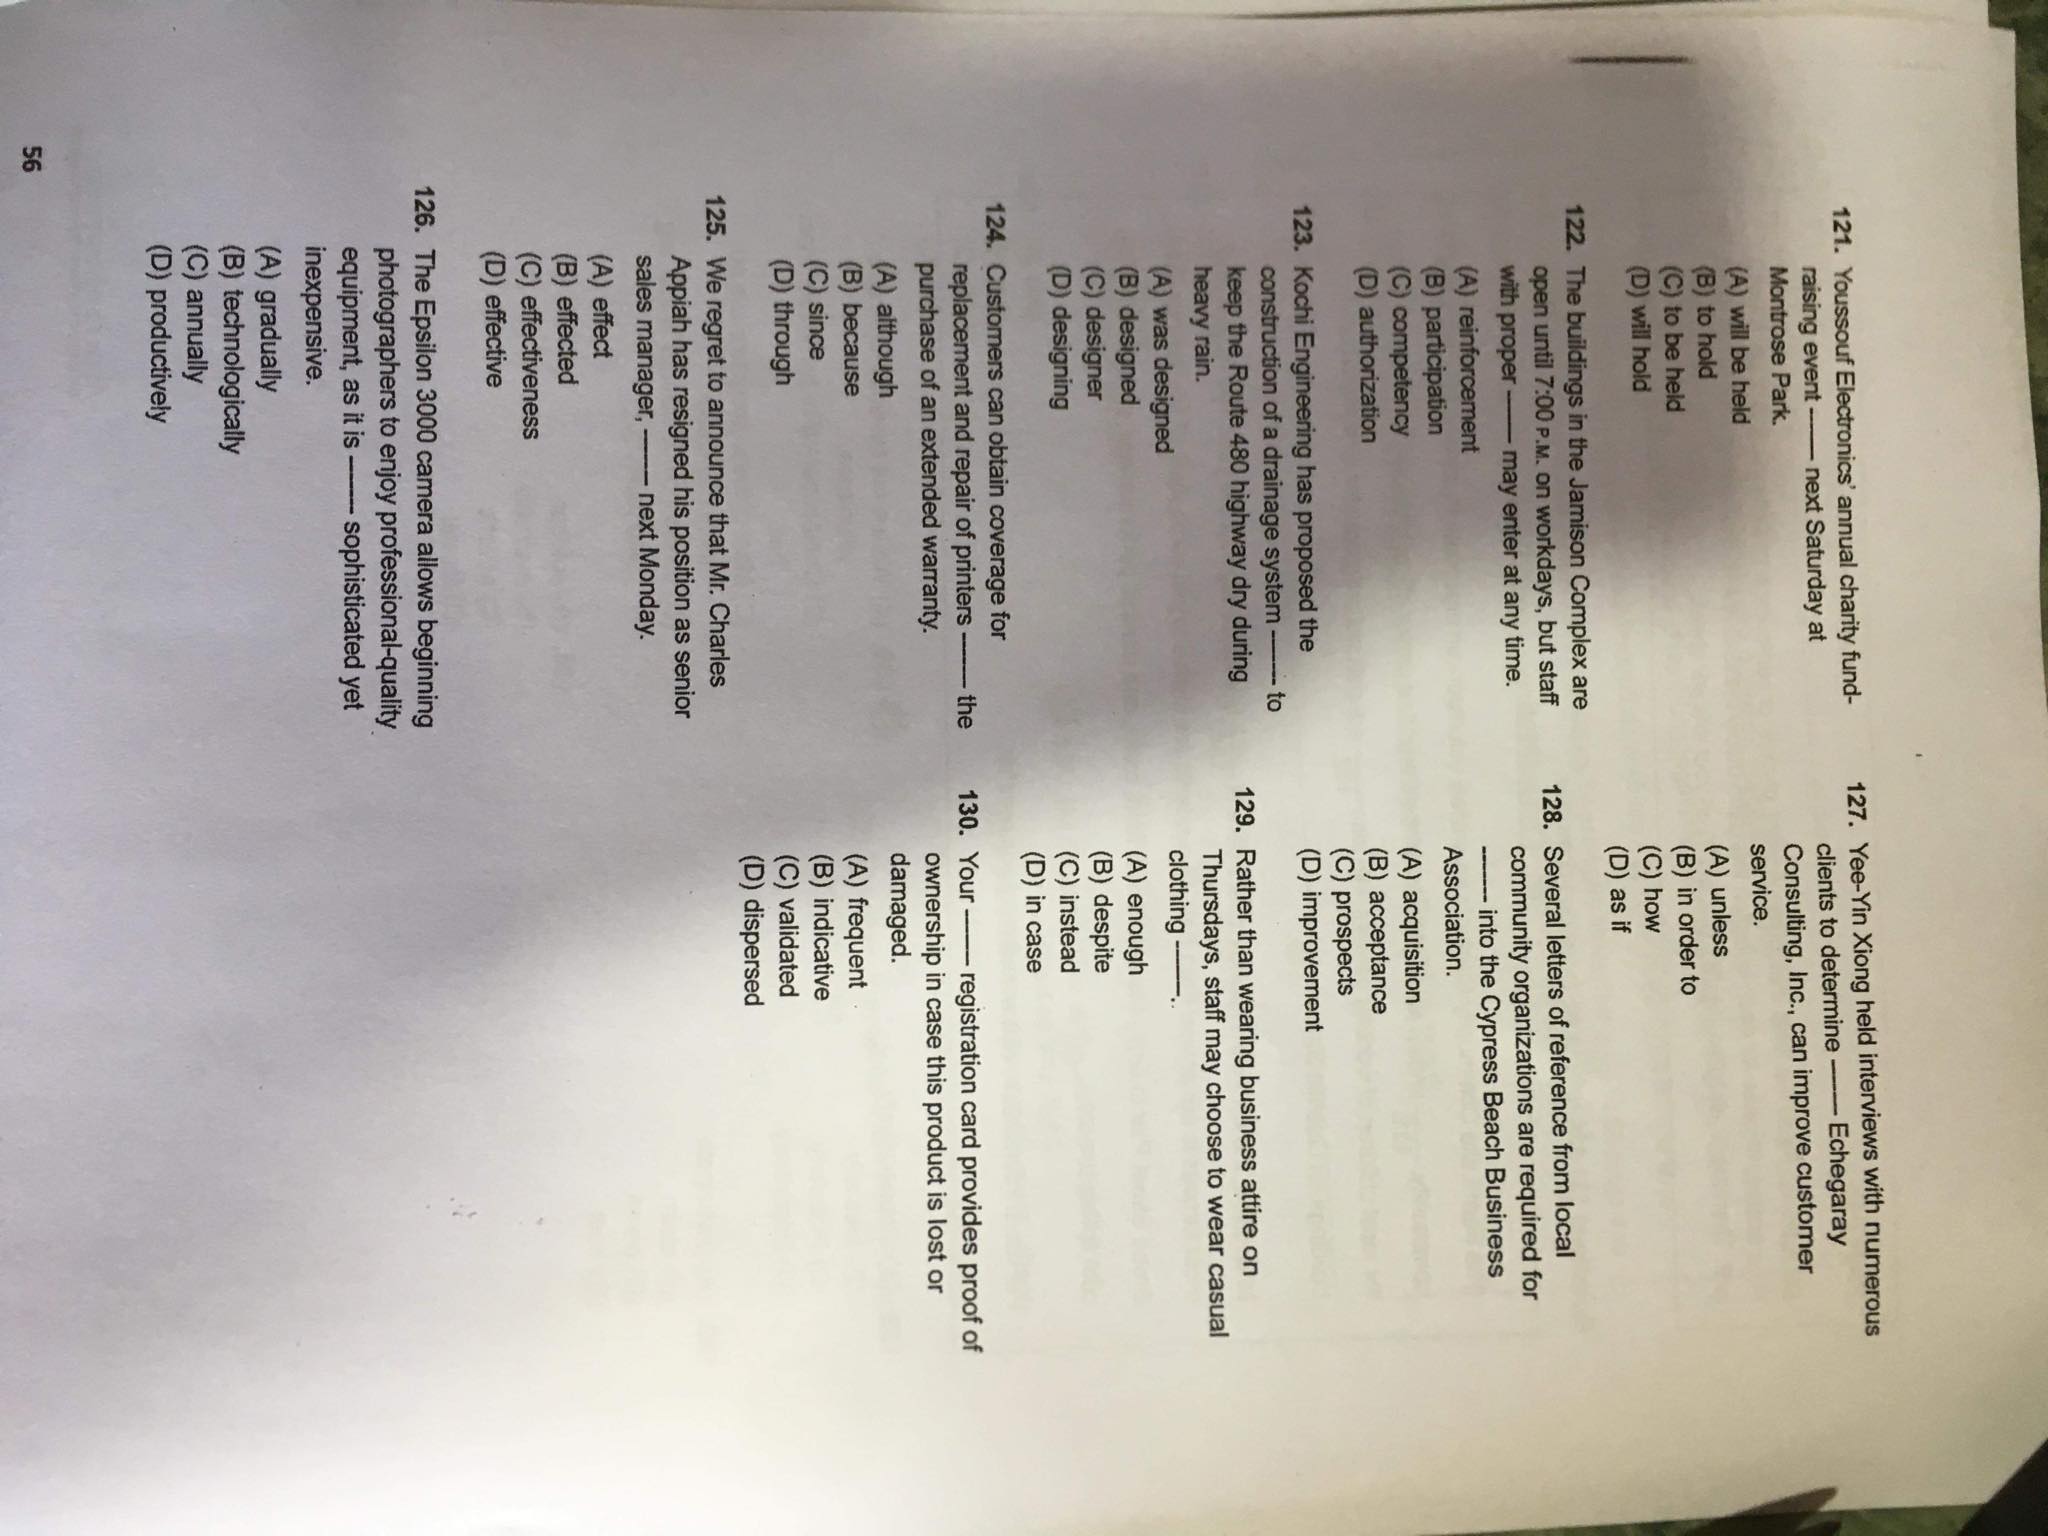 121. Youssouf Electronics' annual charity fund-
raising event ------- next Saturday at
Montrose Park.
(A) will be held
(B) to hold
(C) to be held
(D) will hold
122. The buildings in the Jamison Complex are
open until 7:00 P.M. on workdays, but staff
with proper ------- may enter at any time.
(A) reinforcement
(B) participation
(C) competency
(D) authorization
123. Kochi Engineering has proposed the
construction of a drainage system ------- to
keep the Route 480 highway dry during
heavy rain.
(A) was designed
(B) designed
(C) designer
(D) designing
124. Customers can obtain coverage for
replacement and repair of printers ------- the
purchase of an extended warranty.
(A) although
(B) because
(C) since
(D) through
125. We regret to announce that Mr. Charles
Appiah has resigned his position as senior
sales manager, ------- next Monday.
(A) effect
(B) effected
(C) effectiveness
(D) effective
126. The Epsilon 3000 camera allows beginning
photographers to enjoy professional-quality
equipment, as it is ------- sophisticated yet
inexpensive.
(A) gradually
(B) technologically
(C) annually
(D) productively
127. Yee-Yin Xiong held interviews with numerous
clients to determine ------- Echegaray
Consulting, Inc., can improve customer
service.
(A) unless
(B) in order to
(C) how
(D) as if
128. Several letters of reference from local
community organizations are required for
------- into the Cypress Beach Business
Association.
(A) acquisition
(B) acceptance
(C) prospects
(D) improvement
129. Rather than wearing business attire on
Thursdays, staff may choose to wear casual
clothing -------..
(A) enough
(B) despite
(C) instead
(D) in case
130. Your ------- registration card provides proof of
ownership in case this product is lost or
damaged.
(A) frequent
(B) indicative
(C) validated
(D) dispersed
56